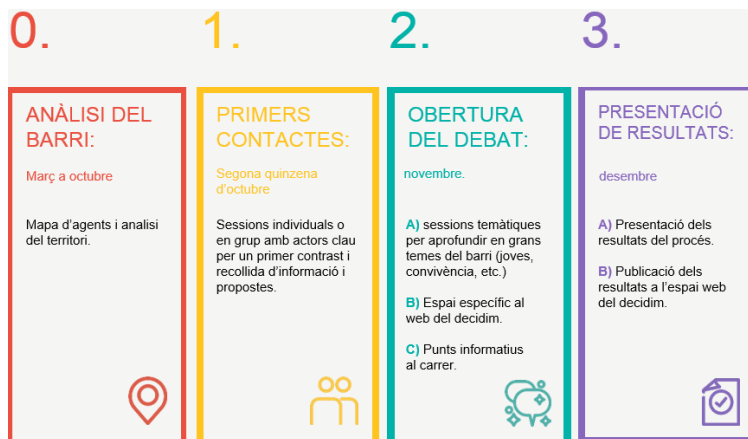 0.
ANÀLISI DEL
BARRI:
Març a octubre
Mapa d'agents i analisi
del territori.
1.
PRIMERS
CONTACTES:
Segona quinzena
d'octubre
Sessions individuals o
en grup amb actors clau
per un primer contrast i
recollida d'informació i
propostes.
2.
OBERTURA
DEL DEBAT:
novembre.
A) sessions temàtiques
per aprofundir en grans
temes del barri (joves,
convivència, etc.)
B) Espai específic al
web del decidim.
C) Punts informatius
al carrer.
3.
PRESENTACIÓ
DE RESULTATS:
desembre
A) Presentació dels
resultats del procés.
B) Publicació dels
resultats a l'espai web
del decidim.